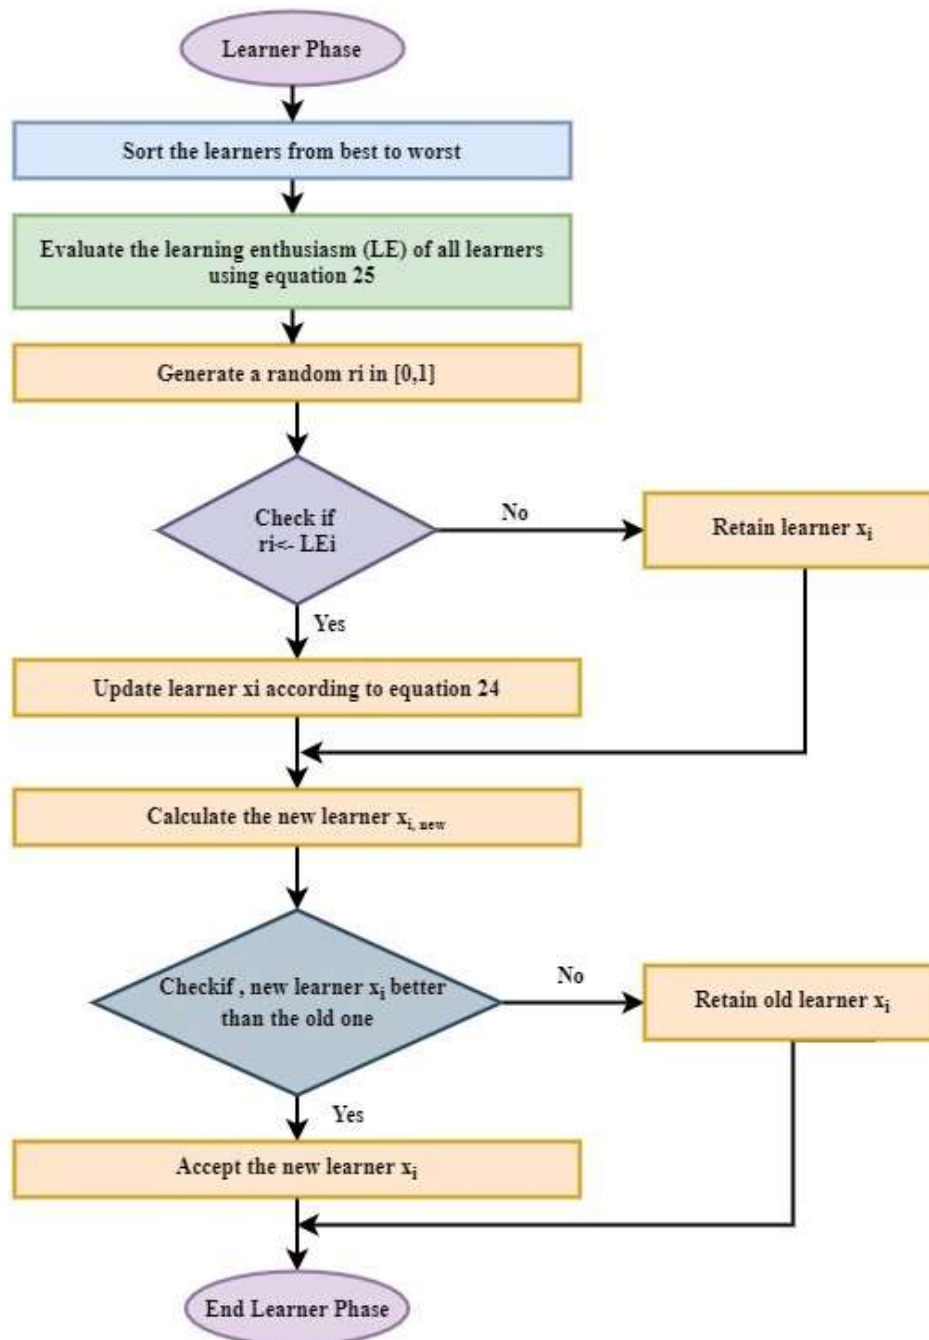 Learner Phase
Sort the learners from best to worst
Evaluate the learning enthusiasm (LE) of all learners
using equation 25
Generate a random ri in [0,1]
Check if
ri<- LEi
No
Retain learner xᵢ
Yes
Update learner xi according to equation 24
Calculate the new learner xᵢ, new
Checkif , new learner xᵢ better
than the old one
No
Retain old learner xᵢ
Yes
Accept the new learner xᵢ
End Learner Phase